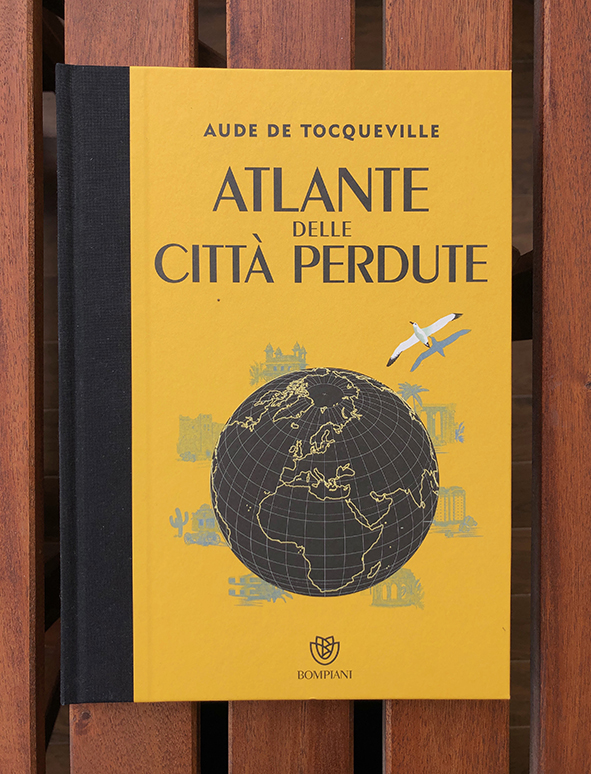 AUDE DE TOCQUEVILLE
ATLANTE
DELLE
CITTÀ PERDUTE
BOMPIANI